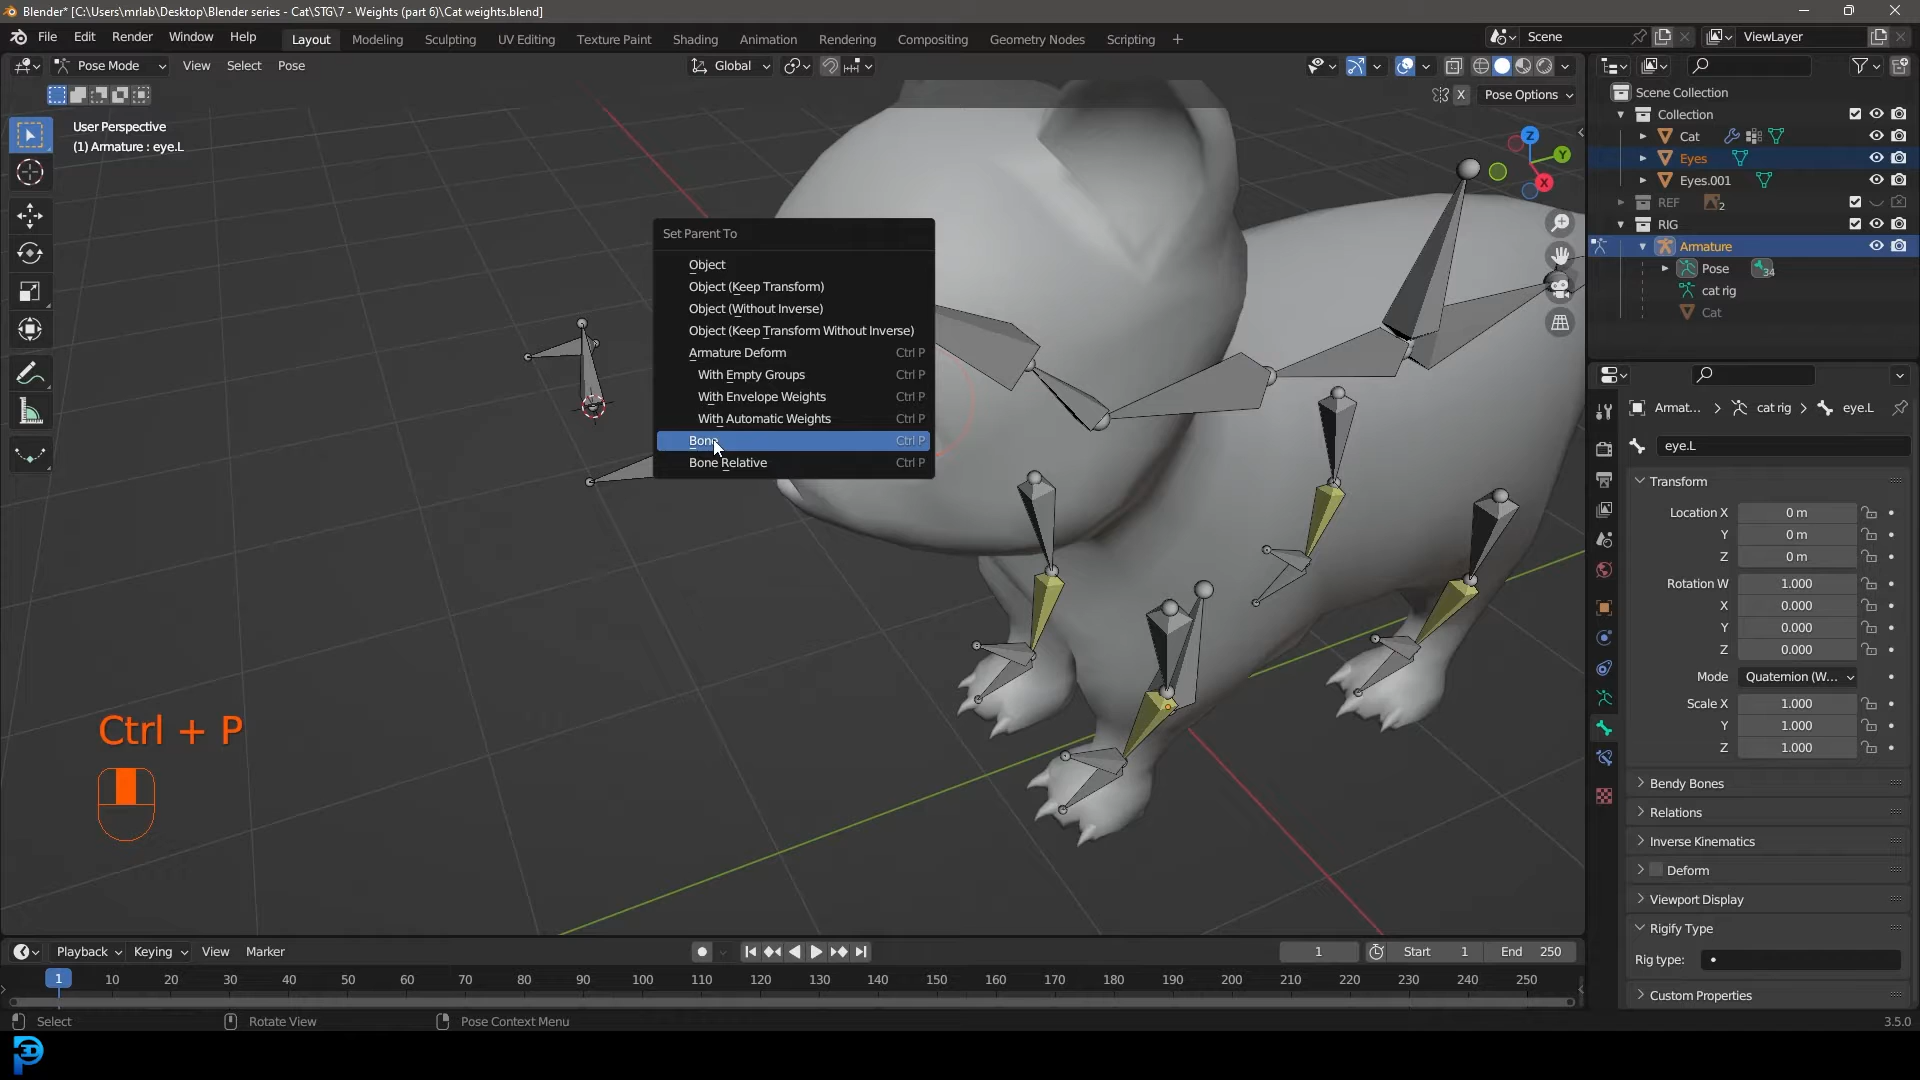 Blender* [C:\Users\mrlab\Desktop\Blender series - Cat\STG\7 - Weights (part 6)\Cat weights.blend]
File Edit Render Window Help Layout Modeling Sculpting UV Editing Texture Paint Shading Animation Rendering Compositing Geometry Nodes Scripting + Scene ViewLayer
Pose Mode View Select Pose Global
X Pose Options
User Perspective
(1) Armature : eye.L
Z
Y
X
Set Parent To
Object
Object (Keep Transform)
Object (Without Inverse)
Object (Keep Transform Without Inverse)
Armature Deform Ctrl P
With Empty Groups Ctrl P
With Envelope Weights Ctrl P
With Automatic Weights Ctrl P
Bone Ctrl P
Bone Relative Ctrl P
Ctrl + P
Scene Collection
Collection
Cat
Eyes
Eyes.001
REF 2
RIG
Armature
Pose 34
cat rig
Cat
Armat... > cat rig > eye.L
eye.L
Transform
Location X 0 m
Y 0 m
Z 0 m
Rotation W 1.000
X 0.000
Y 0.000
Z 0.000
Mode Quaternion (W...
Scale X 1.000
Y 1.000
Z 1.000
Bendy Bones
Relations
Inverse Kinematics
Deform
Viewport Display
Rigify Type
Rig type:
Custom Properties
Playback Keying View Marker 1 Start 1 End 250
1 10 20 30 40 50 60 70 80 90 100 110 120 130 140 150 160 170 180 190 200 210 220 230 240 250
Select Rotate View Pose Context Menu 3.5.0